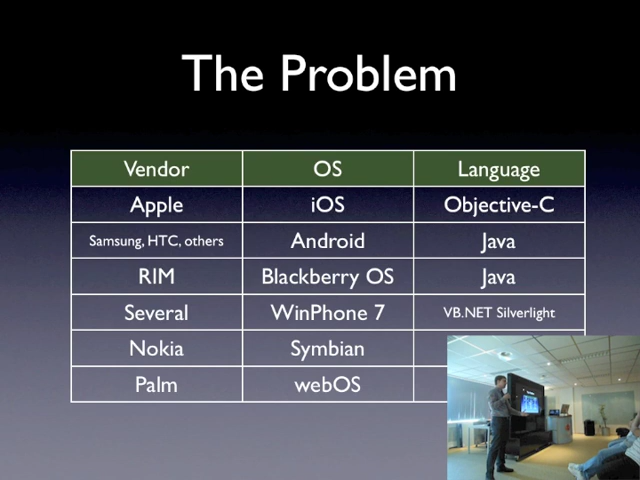 The Problem
Vendor OS Language
Apple iOS Objective-C
Samsung, HTC, others Android Java
RIM Blackberry OS Java
Several WinPhone 7 VB.NET Silverlight
Nokia Symbian
Palm webOS